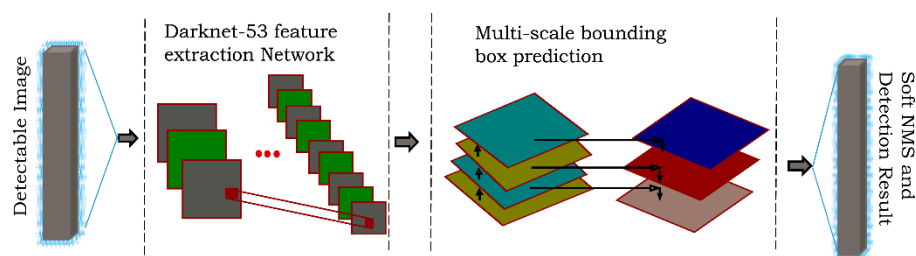 Detectable Image
Darknet-53 feature
extraction Network
Multi-scale bounding
box prediction
Soft NMS and
Detection Result